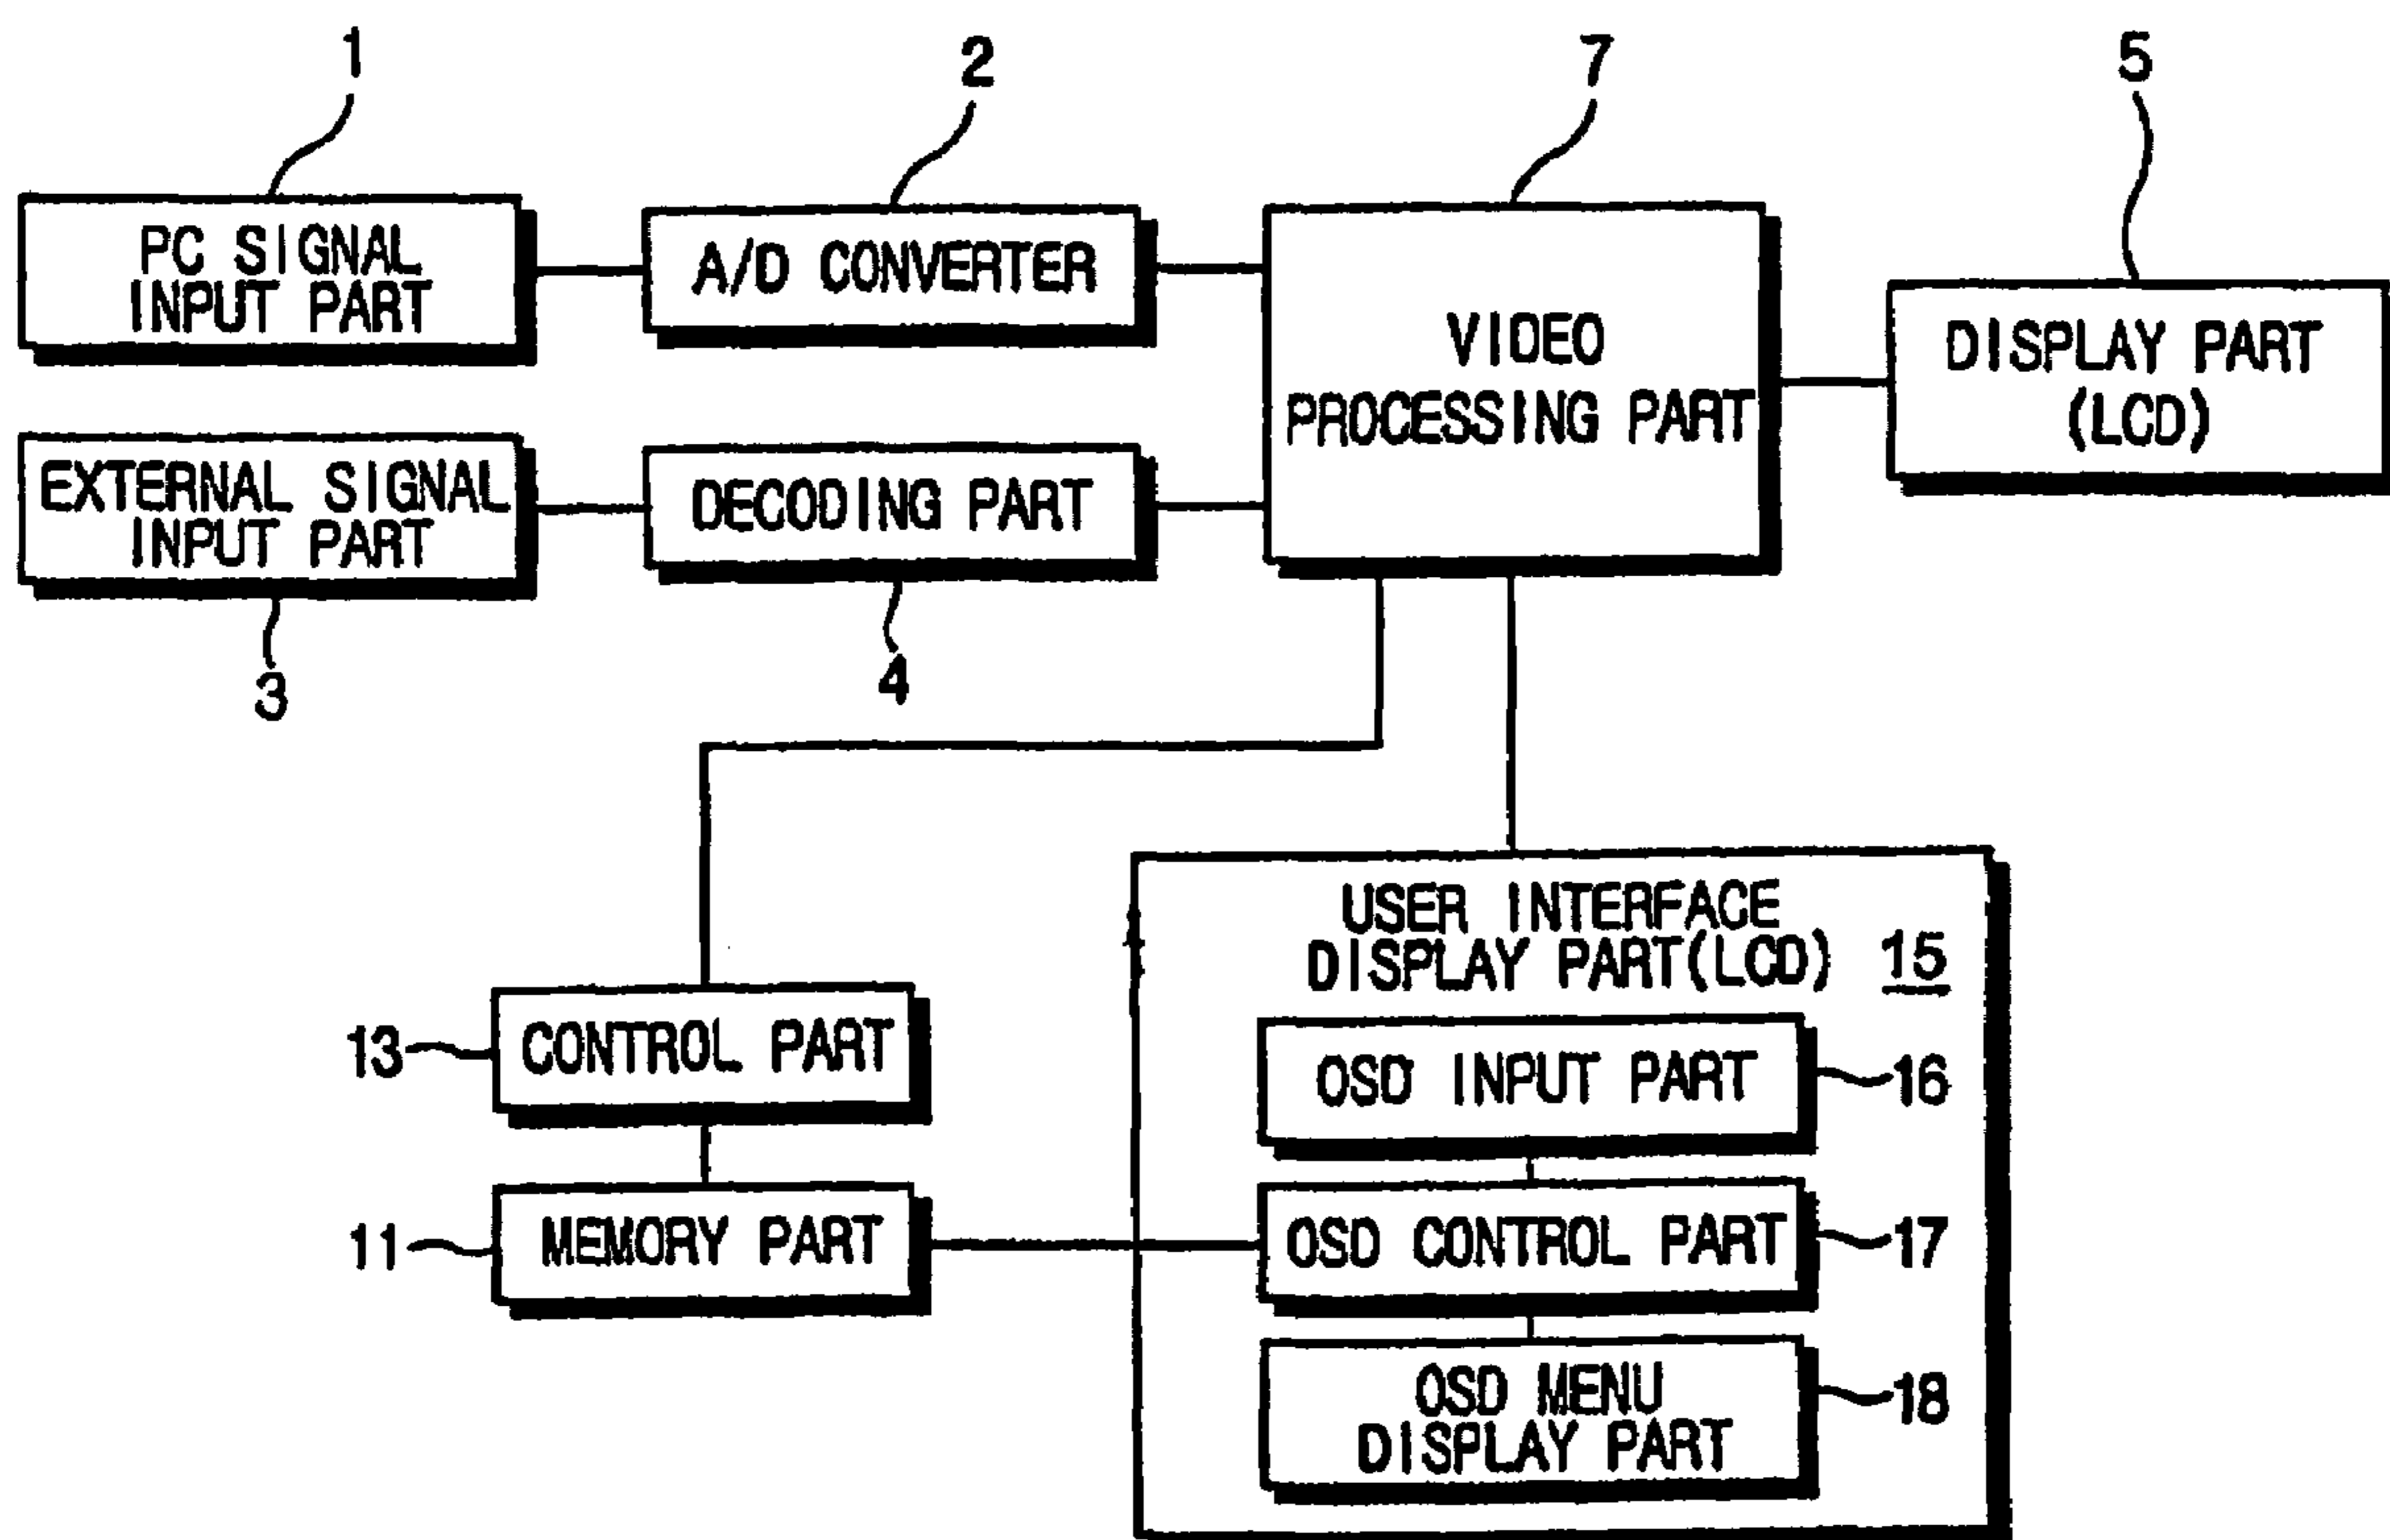 1
2
7
5
PC SIGNAL
INPUT PART
A/D CONVERTER
VIDEO
PROCESSING PART
DISPLAY PART
(LCD)
EXTERNAL SIGNAL
INPUT PART
DECODING PART
3
4
USER INTERFACE
DISPLAY PART(LCD) 15
13
CONTROL PART
OSD INPUT PART
16
11
MEMORY PART
OSD CONTROL PART
17
OSD MENU
DISPLAY PART
18